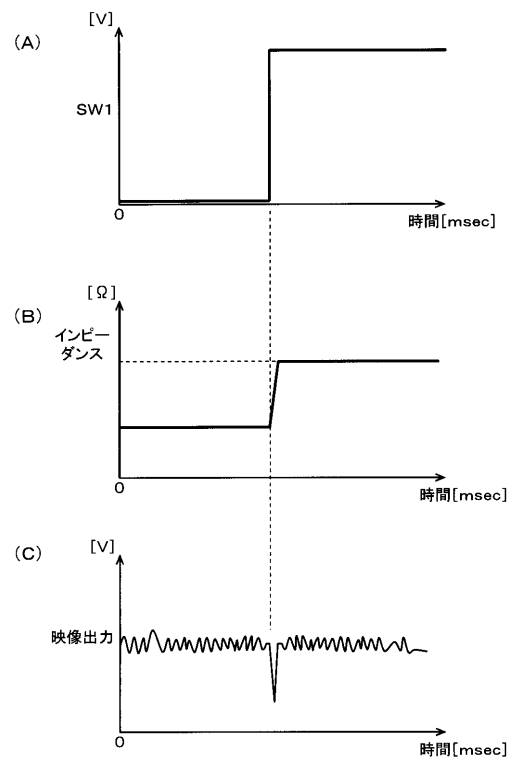 (A)
[V]
SW1
0
時間[msec]
(B)
[Ω]
インピー
ダンス
0
時間[msec]
(C)
[V]
映像出力
0
時間[msec]